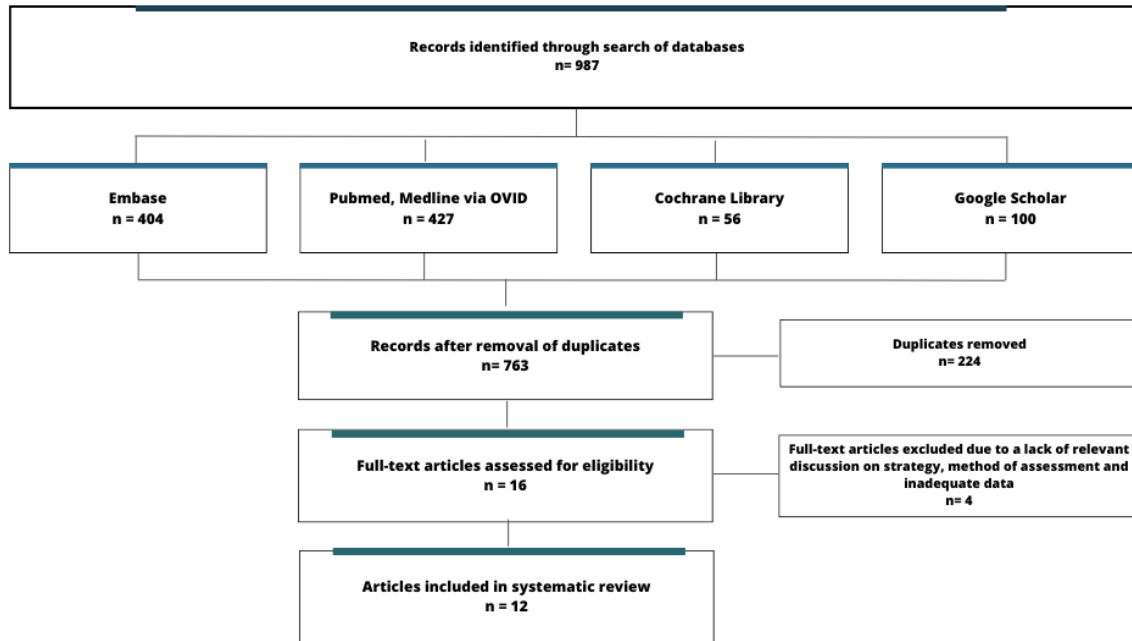 Records identified through search of databases
n= 987
Embase
n = 404
Pubmed, Medline via OVID
n = 427
Cochrane Library
n = 56
Google Scholar
n = 100
Records after removal of duplicates
n= 763
Duplicates removed
n= 224
Full-text articles assessed for eligibility
n = 16
Full-text articles excluded due to a lack of relevant
discussion on strategy, method of assessment and
inadequate data
n= 4
Articles included in systematic review
n = 12